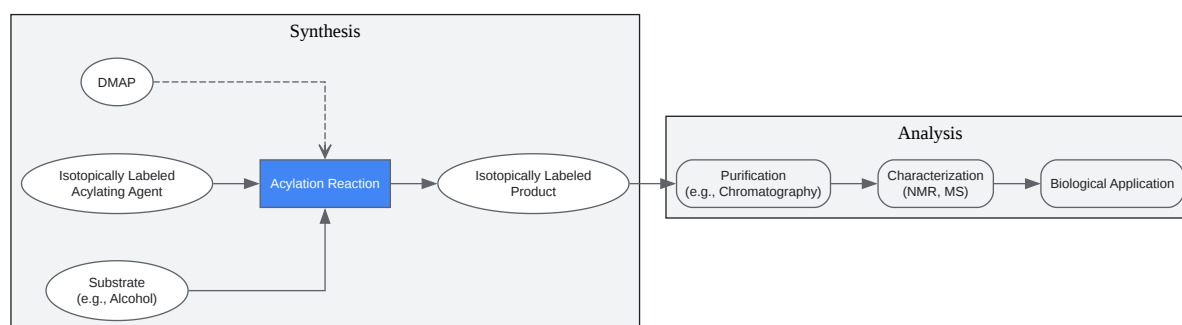 Synthesis
DMAP
Isotopically Labeled
Acylating Agent
Acylation Reaction
Isotopically Labeled
Product
Substrate
(e.g., Alcohol)
Analysis
Purification
(e.g., Chromatography)
Characterization
(NMR, MS)
Biological Application